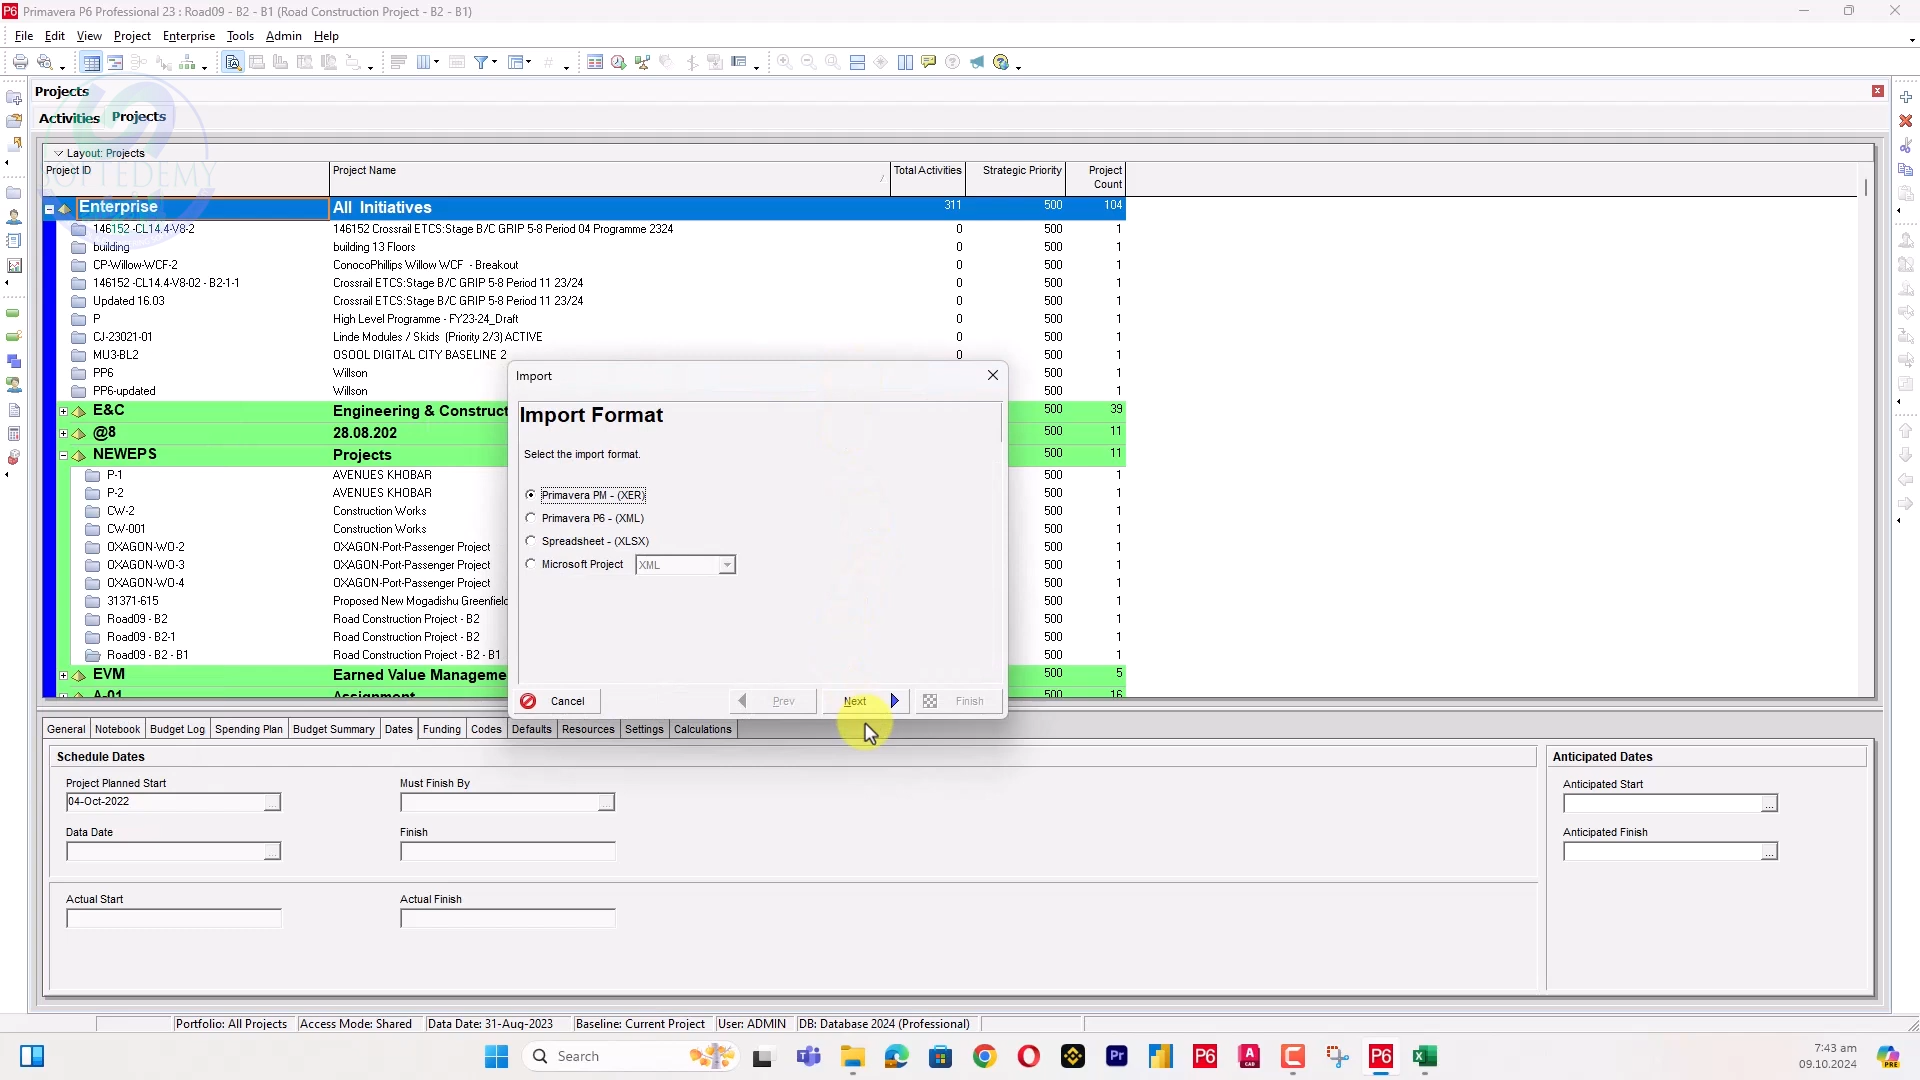 Primavera P6 Professional 23 : Road09 - B2 - B1 (Road Construction Project - B2 - B1)
File Edit View Project Enterprise Tools Admin Help
Projects
Activities Projects
Layout: Projects
Project ID Project Name Total Activities Strategic Priority Project Count
Enterprise All Initiatives 311 500 104
146152 -CL14.4-V8-2 146152 Crossrail ETCS:Stage B/C GRIP 5-8 Period 04 Programme 2324 0 500 1
building building 13 Floors 0 500 1
CP-Willow-WCF-2 ConocoPhillips Willow WCF - Breakout 0 500 1
146152 -CL14.4-V8-02 - B2-1-1 Crossrail ETCS:Stage B/C GRIP 5-8 Period 11 23/24 0 500 1
Updated 16.03 Crossrail ETCS:Stage B/C GRIP 5-8 Period 11 23/24 0 500 1
P High Level Programme - FY23-24_Draft 0 500 1
CJ-23021-01 Linde Modules / Skids (Priority 2/3) ACTIVE 0 500 1
MU3-BL2 OSOOL DIGITAL CITY BASELINE 2 0 500 1
PP6 Willson 500 1
PP6-updated Willson 500 1
E&C Engineering & Construct 500 39
@8 28.08.202 500 11
NEWEPS Projects 500 11
P-1 AVENUES KHOBAR 500 1
P-2 AVENUES KHOBAR 500 1
CW-2 Construction Works 500 1
CW-001 Construction Works 500 1
OXAGON-WO-2 OXAGON-Port-Passenger Project 500 1
OXAGON-WO-3 OXAGON-Port-Passenger Project 500 1
OXAGON-WO-4 OXAGON-Port-Passenger Project 500 1
31371-615 Proposed New Mogadishu Greenfield 500 1
Road09 - B2 Road Construction Project - B2 500 1
Road09 - B2-1 Road Construction Project - B2 500 1
Road09 - B2 - B1 Road Construction Project - B2 - B1 500 1
EVM Earned Value Manageme 500 5
A-01 Assignment 500 16
Import
Import Format
Select the import format.
Primavera PM - (XER)
Primavera P6 - (XML)
Spreadsheet - (XLSX)
Microsoft Project XML
Cancel Prev Next Finish
General Notebook Budget Log Spending Plan Budget Summary Dates Funding Codes Defaults Resources Settings Calculations
Schedule Dates Anticipated Dates
Project Planned Start Must Finish By Anticipated Start
04-Oct-2022
Data Date Finish Anticipated Finish
Actual Start Actual Finish
Portfolio: All Projects Access Mode: Shared Data Date: 31-Aug-2023 Baseline: Current Project User: ADMIN DB: Database 2024 (Professional)
Search
7:43 am
09.10.2024